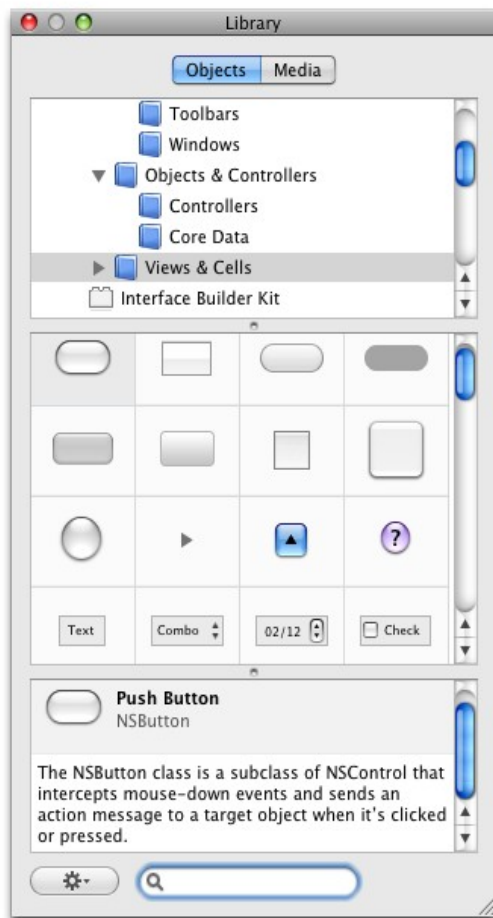 Library
Objects Media
Toolbars
Windows
Objects & Controllers
Controllers
Core Data
Views & Cells
Interface Builder Kit
?
Text Combo 02/12 Check
Push Button
NSButton
The NSButton class is a subclass of NSControl that
intercepts mouse-down events and sends an
action message to a target object when it's clicked
or pressed.